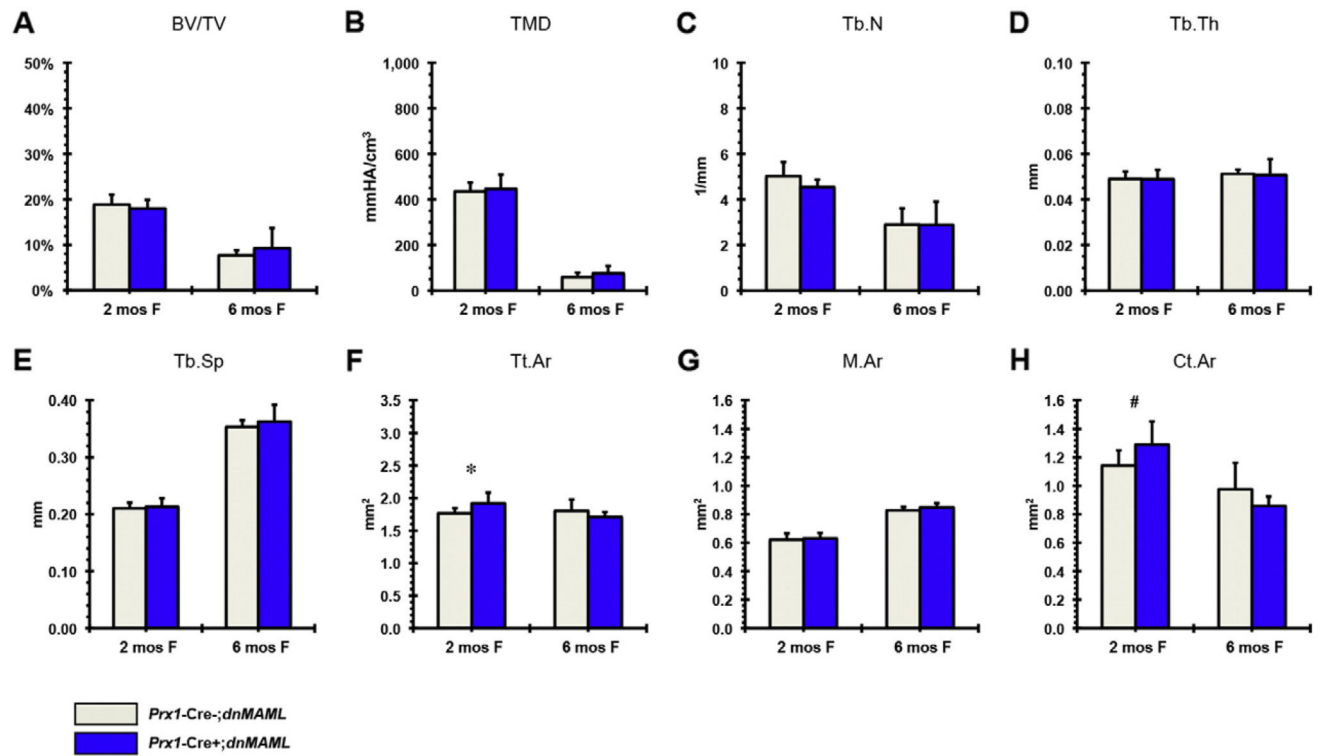 A BV/TV
50%
40%
30%
20%
10%
0%
2 mos F 6 mos F
B TMD
mmHA/cm³
1,000
800
600
400
200
0
2 mos F 6 mos F
C Tb.N
1/mm
10
8
6
4
2
0
2 mos F 6 mos F
D Tb.Th
mm
0.10
0.08
0.06
0.04
0.02
0.00
2 mos F 6 mos F
E Tb.Sp
mm
0.40
0.30
0.20
0.10
0.00
2 mos F 6 mos F
F Tt.Ar
mm²
3.5
3.0
2.5
2.0
1.5
1.0
0.5
0.0
*
2 mos F 6 mos F
G M.Ar
mm²
1.6
1.4
1.2
1.0
0.8
0.6
0.4
0.2
0.0
2 mos F 6 mos F
H Ct.Ar
mm²
1.6
1.4
1.2
1.0
0.8
0.6
0.4
0.2
0.0
#
2 mos F 6 mos F
Prx1-Cre-;dnMAML
Prx1-Cre+;dnMAML